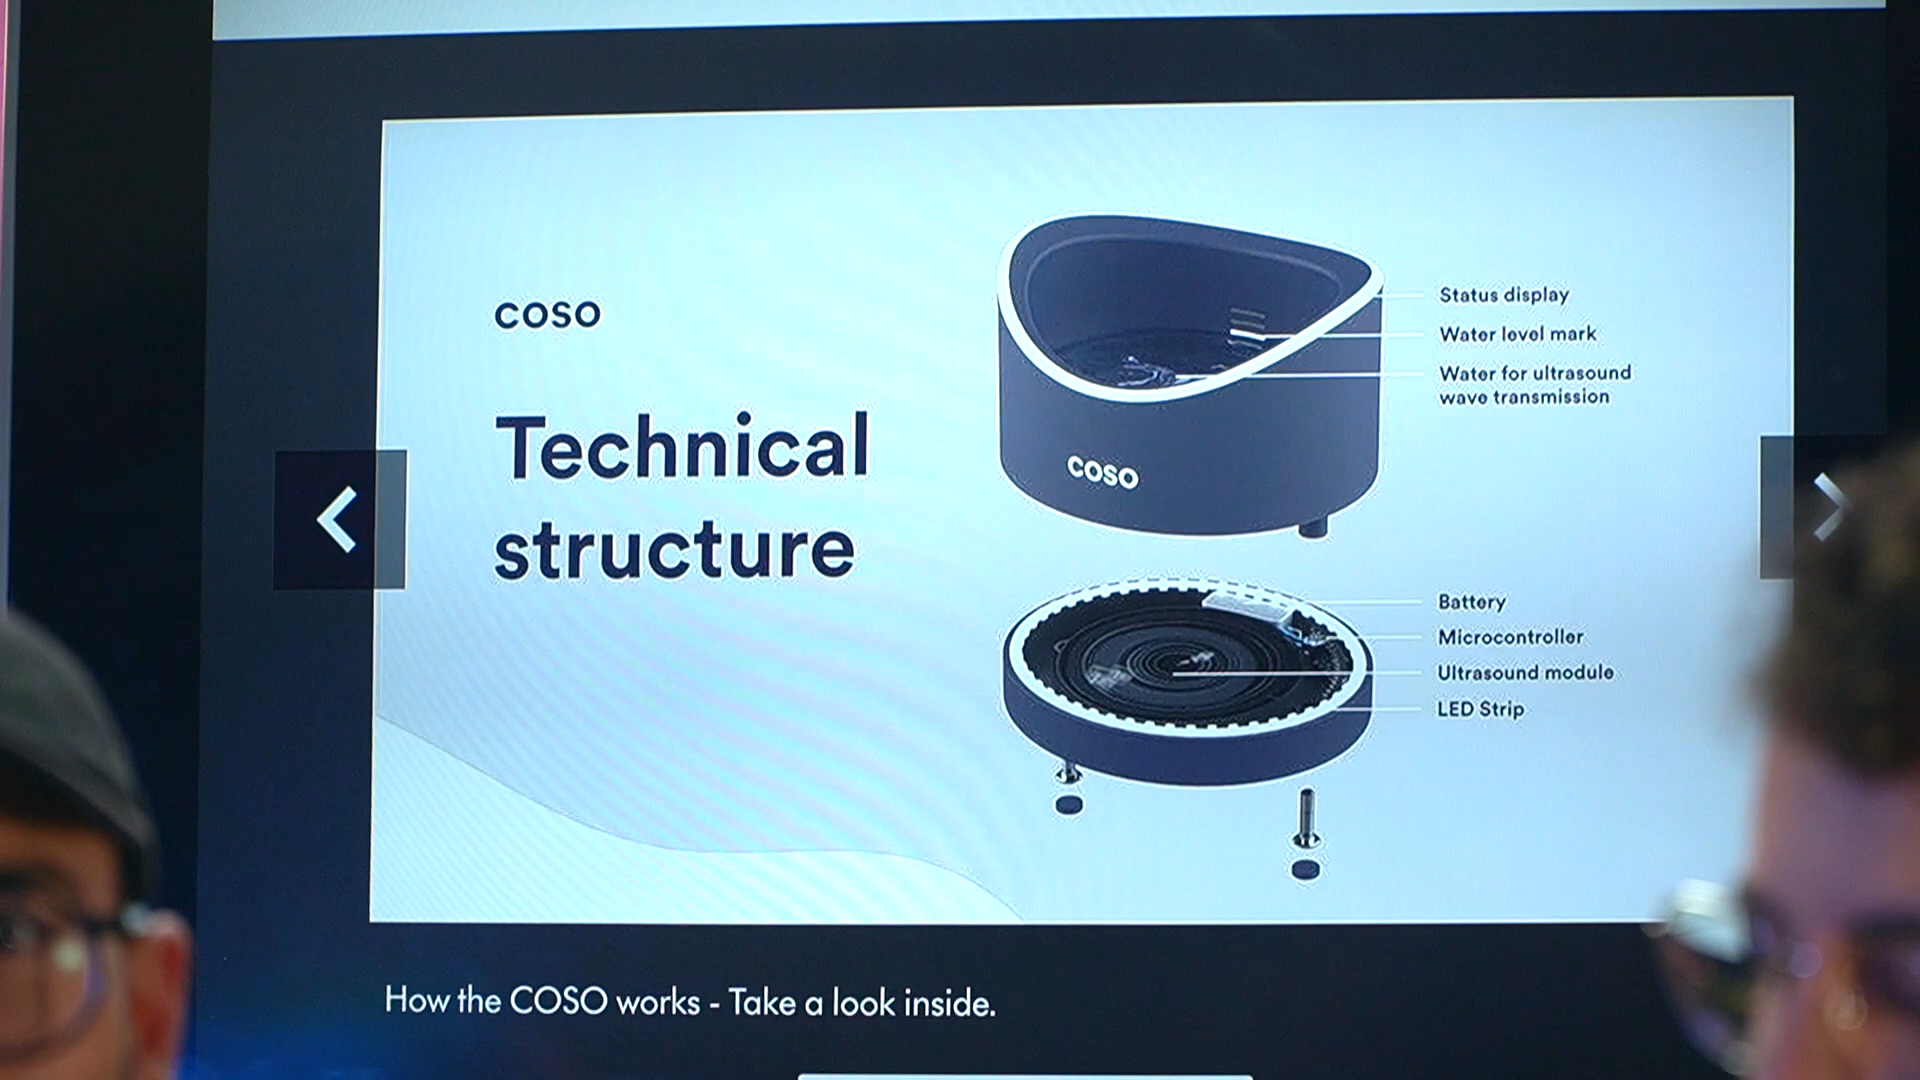 COSO
Technical
structure
COSO
Status display
Water level mark
Water for ultrasound
wave transmission
Battery
Microcontroller
Ultrasound module
LED Strip
How the COSO works - Take a look inside.